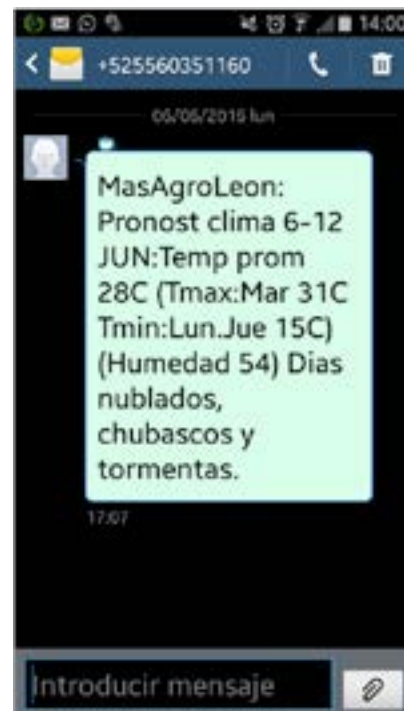 14:00
+525560351160
06/06/2016 lun
MasAgroLeon:
Pronost clima 6-12
JUN:Temp prom
28C (Tmax:Mar 31C
Tmin:Lun.Jue 15C)
(Humedad 54) Dias
nublados,
chubascos y
tormentas.
17:07
Introducir mensaje